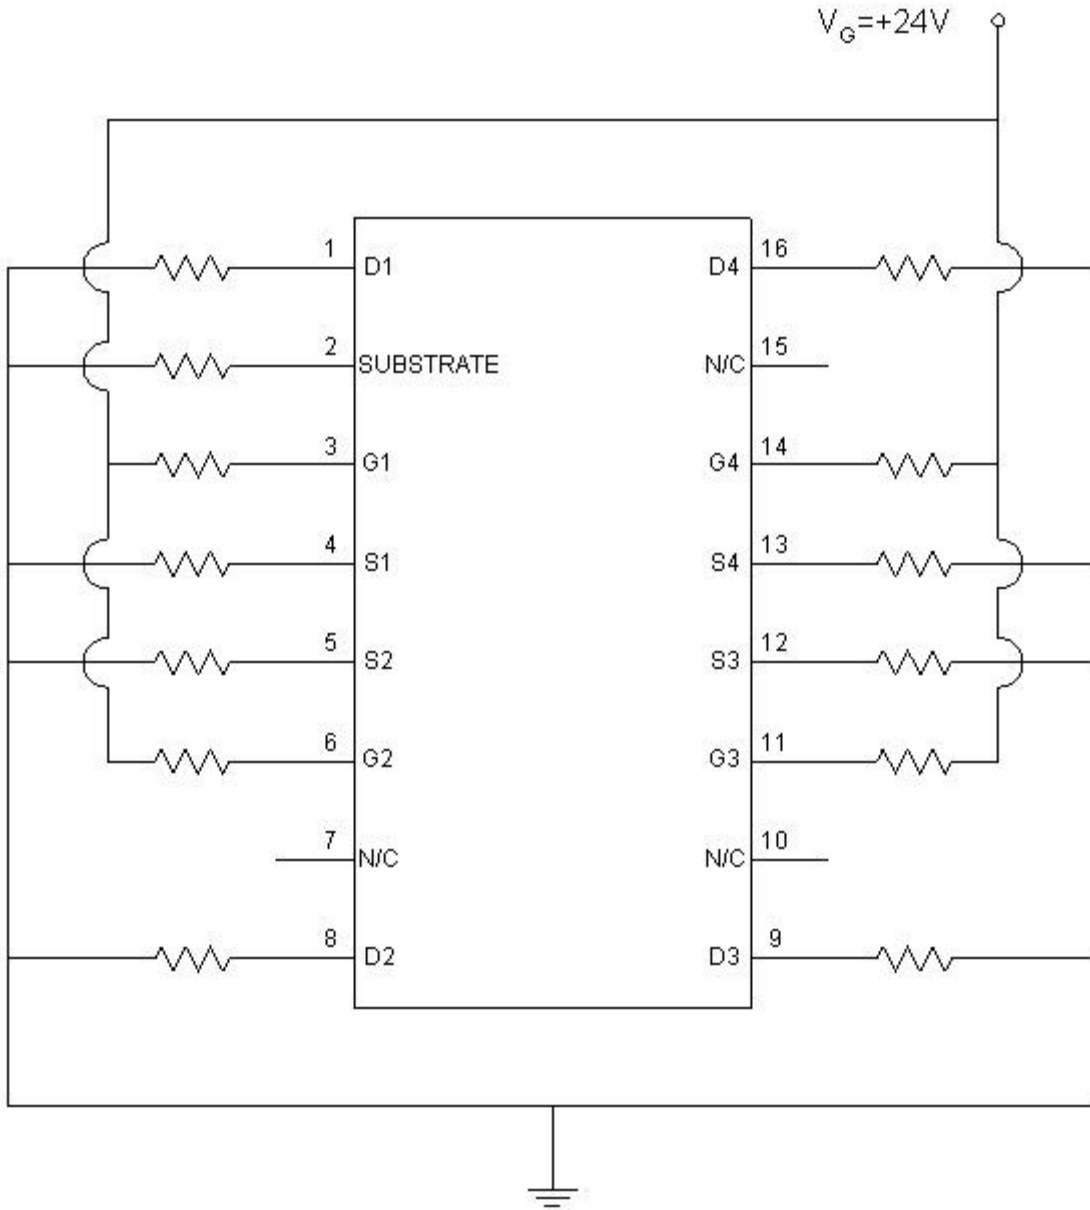 V_G=+24V
1 D1 D4 16
2 SUBSTRATE N/C 15
3 G1 G4 14
4 S1 S4 13
5 S2 S3 12
6 G2 G3 11
7 N/C N/C 10
8 D2 D3 9